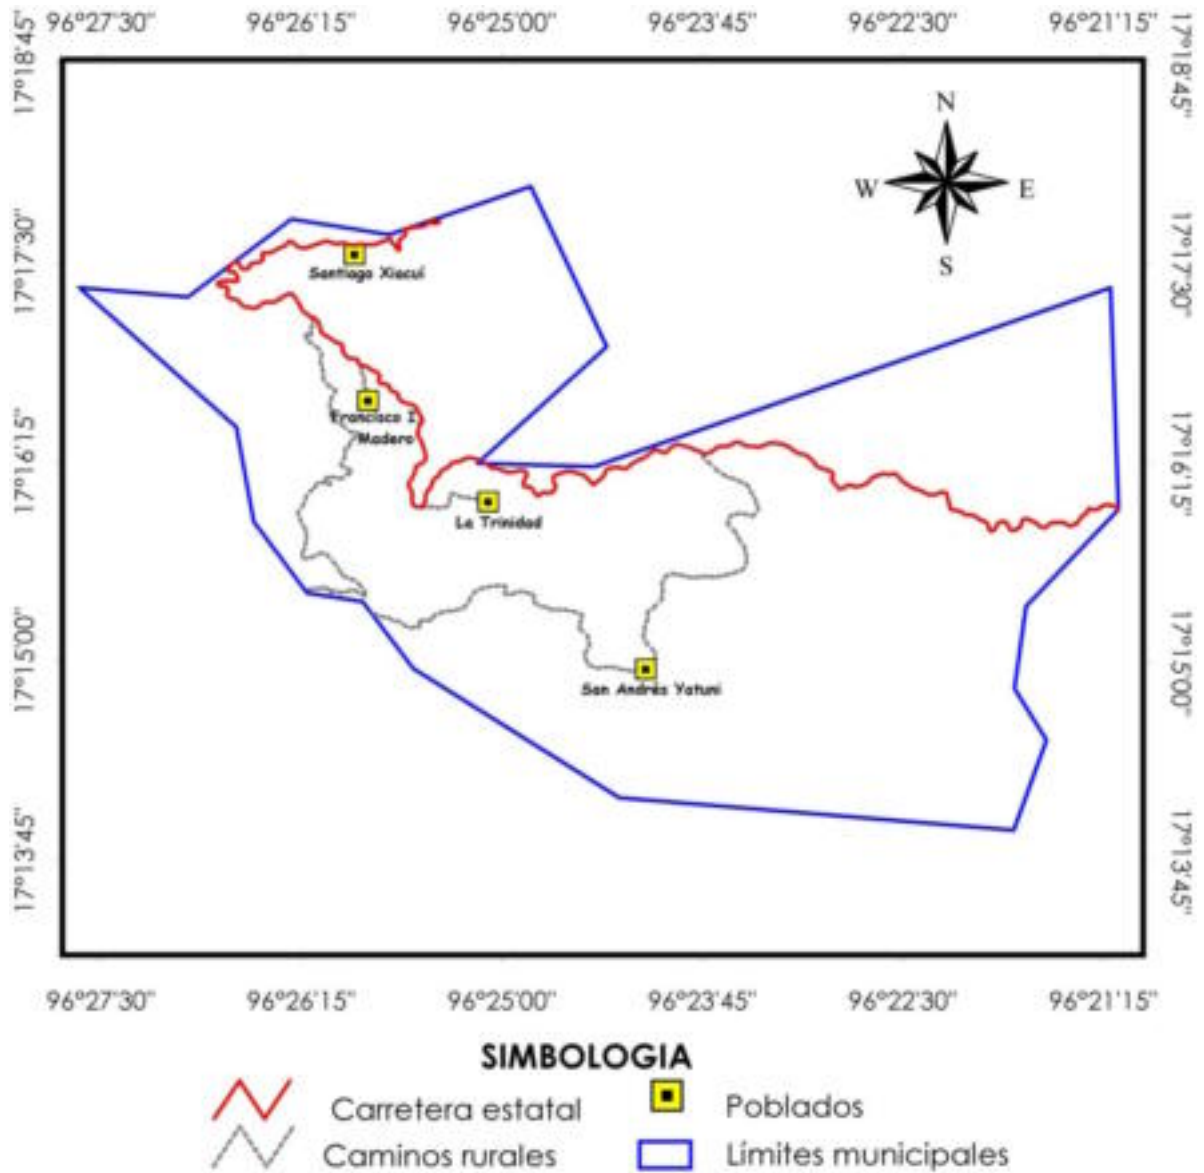 96°27'30" 96°26'15" 96°25'00" 96°23'45" 96°22'30" 96°21'15"
17°18'45" 17°18'45"
N
W E
S
17°17'30" 17°17'30"
Santiago Xiacuí
Francisco I.
Madero
17°16'15" 17°16'15"
La Trinidad
17°15'00" 17°15'00"
San Andrés Yatuni
17°13'45" 17°13'45"
96°27'30" 96°26'15" 96°25'00" 96°23'45" 96°22'30" 96°21'15"
SIMBOLOGIA
Carretera estatal Poblados
Caminos rurales Límites municipales